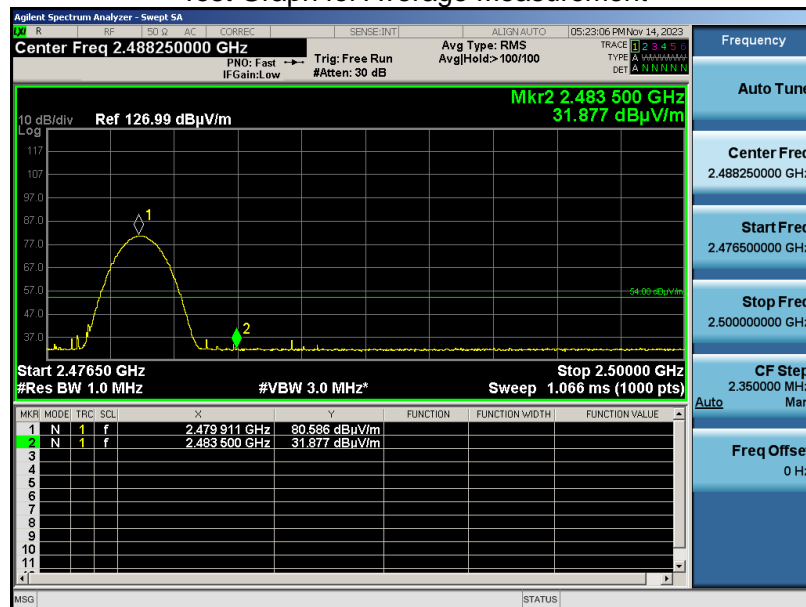 Test Graph for Average Measurement
Agilent Spectrum Analyzer - Swept SA
LXI R RF 50 Ω AC CORREC SENSE:INT ALIGN AUTO 05:23:06 PM Nov 14, 2023
Center Freq 2.488250000 GHz
PNO: Fast
IFGain:Low
Trig: Free Run
#Atten: 30 dB
Avg Type: RMS
Avg|Hold:>100/100
TRACE 1 2 3 4 5 6
TYPE A WWWWW
DET A N N N N N
Mkr2 2.483 500 GHz
31.877 dBµV/m
10 dB/div Ref 126.99 dBµV/m
Log
117
107
97.0
87.0
77.0
67.0
57.0
47.0
37.0
1
2
54.00 dBµV/m
Start 2.47650 GHz Stop 2.50000 GHz
#Res BW 1.0 MHz #VBW 3.0 MHz* Sweep 1.066 ms (1000 pts)
MKR MODE TRC SCL X Y FUNCTION FUNCTION WIDTH FUNCTION VALUE
1 N 1 f 2.479 911 GHz 80.586 dBµV/m
2 N 1 f 2.483 500 GHz 31.877 dBµV/m
3
4
5
6
7
8
9
10
11
MSG STATUS
Frequency
Auto Tune
Center Freq
2.488250000 GHz
Start Freq
2.476500000 GHz
Stop Freq
2.500000000 GHz
CF Step
2.350000 MHz
Auto Man
Freq Offset
0 Hz